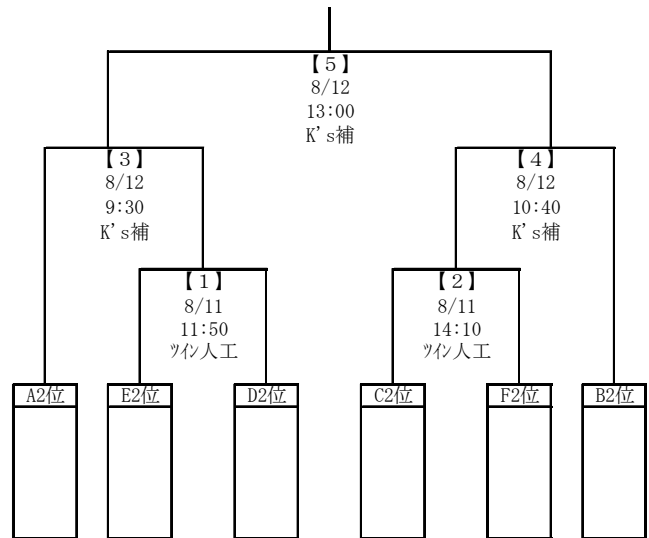 【5】
8/12
13:00
K's補
【3】
8/12
9:30
K's補
【4】
8/12
10:40
K's補
【1】
8/11
11:50
ﾂｲﾝ人工
【2】
8/11
14:10
ﾂｲﾝ人工
A2位
E2位
D2位
C2位
F2位
B2位